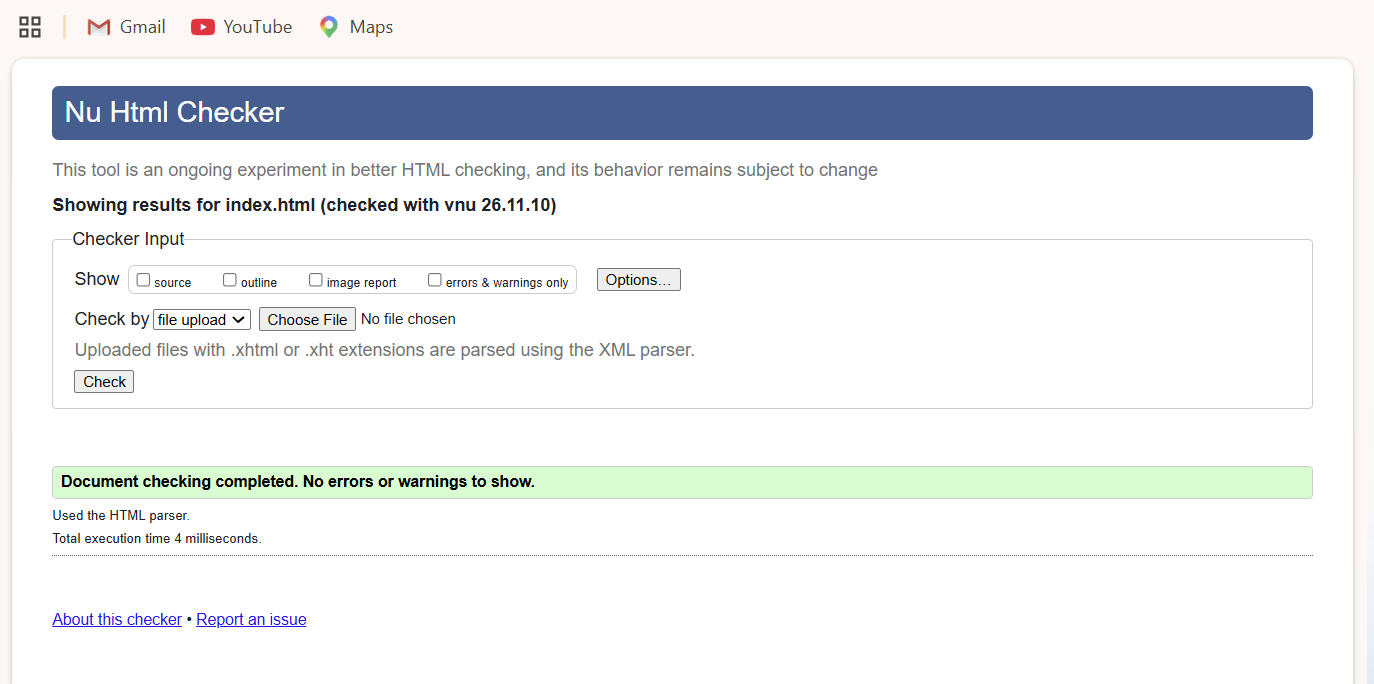 Gmail YouTube Maps
Nu Html Checker
This tool is an ongoing experiment in better HTML checking, and its behavior remains subject to change
Showing results for index.html (checked with vnu 26.11.10)
Checker Input
Show source outline image report errors & warnings only Options...
Check by file upload Choose File No file chosen
Uploaded files with .xhtml or .xht extensions are parsed using the XML parser.
Check
Document checking completed. No errors or warnings to show.
Used the HTML parser.
Total execution time 4 milliseconds.
About this checker • Report an issue